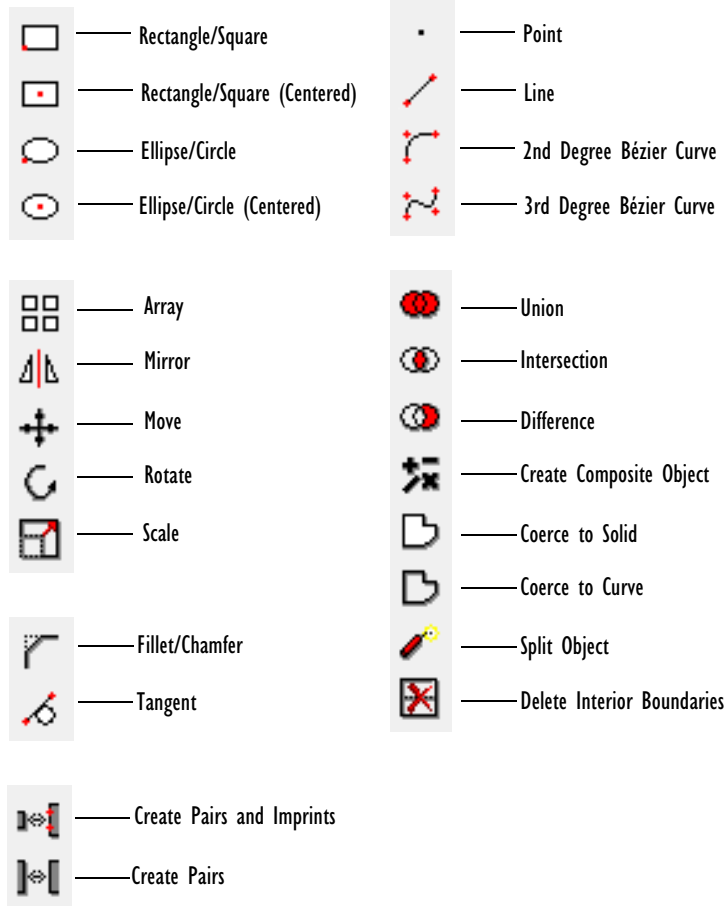 Rectangle/Square
Rectangle/Square (Centered)
Ellipse/Circle
Ellipse/Circle (Centered)
Point
Line
2nd Degree Bézier Curve
3rd Degree Bézier Curve
Array
Mirror
Move
Rotate
Scale
Union
Intersection
Difference
Create Composite Object
Coerce to Solid
Coerce to Curve
Split Object
Delete Interior Boundaries
Fillet/Chamfer
Tangent
Create Pairs and Imprints
Create Pairs